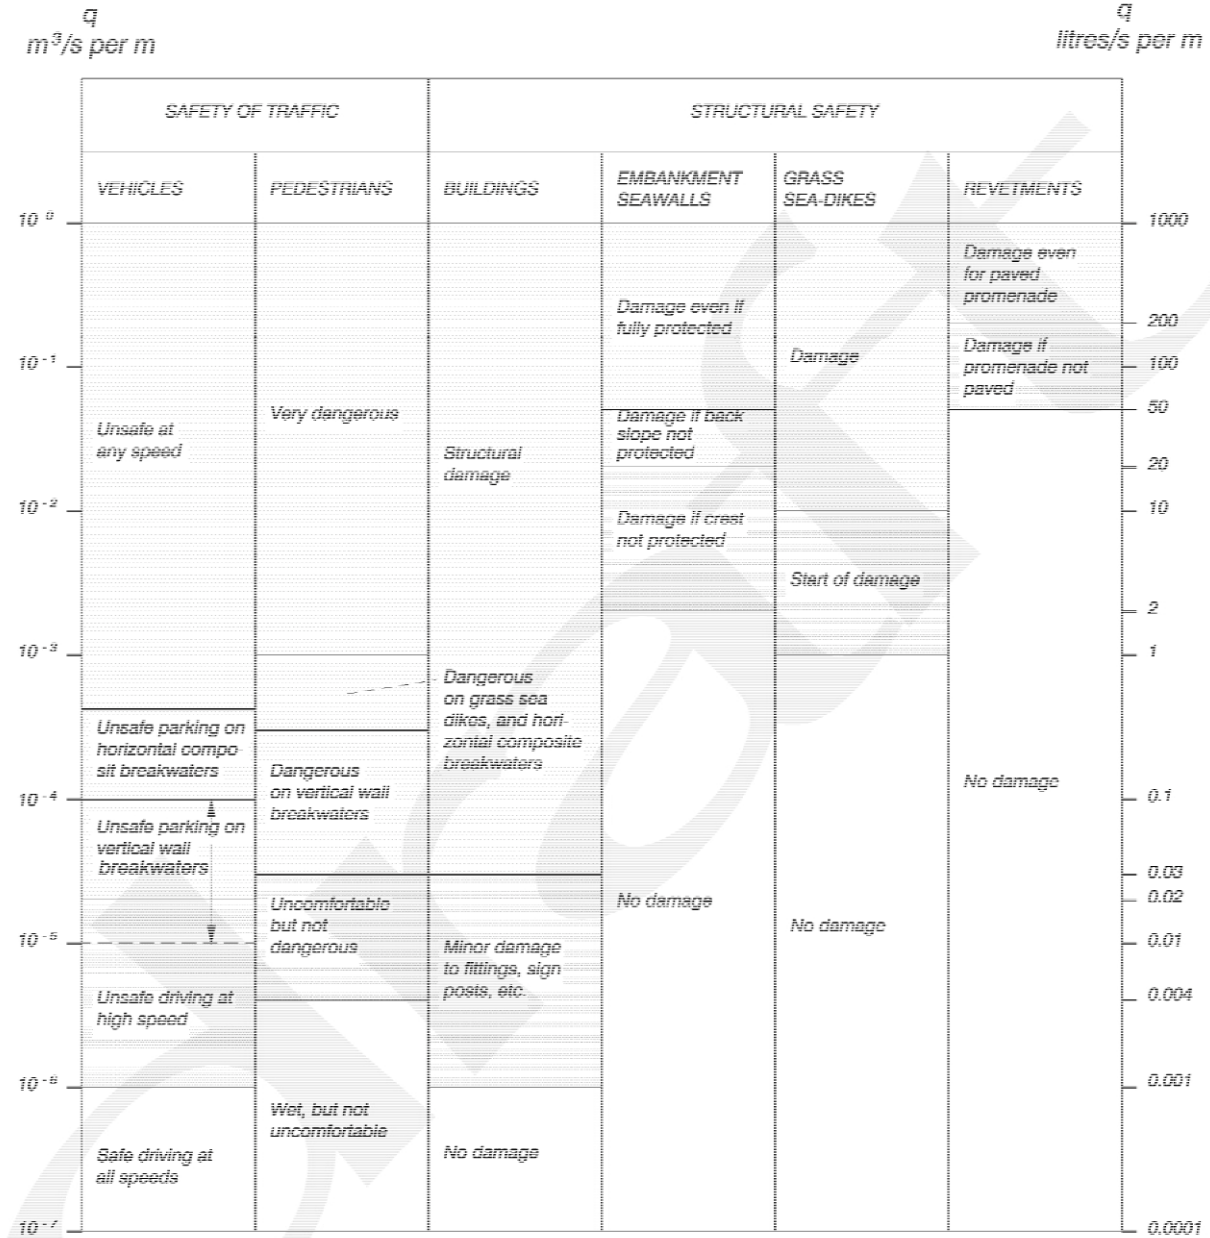 q
m³/s per m
q
litres/s per m
SAFETY OF TRAFFIC
STRUCTURAL SAFETY
VEHICLES
PEDESTRIANS
BUILDINGS
EMBANKMENT
SEAWALLS
GRASS
SEA-DIKES
REVETMENTS
10⁰
10⁻¹
10⁻²
10⁻³
10⁻⁴
10⁻⁵
10⁻⁶
10⁻⁷
Unsafe at
any speed
Unsafe parking on
horizontal compo-
sit breakwaters
Unsafe parking on
vertical wall
breakwaters
Unsafe driving at
high speed
Safe driving at
all speeds
Very dangerous
Dangerous
on vertical wall
breakwaters
Uncomfortable
but not
dangerous
Wet, but not
uncomfortable
Structural
damage
Dangerous
on grass sea
dikes, and hori-
zontal composite
breakwaters
Minor damage
to fittings, sign
posts, etc.
No damage
Damage even if
fully protected
Damage if back
slope not
protected
Damage if crest
not protected
No damage
Damage
Start of damage
No damage
Damage even
for paved
promenade
Damage if
promenade not
paved
No damage
1000
200
100
50
20
10
2
1
0.1
0.03
0.02
0.01
0.004
0.001
0.0001
draft